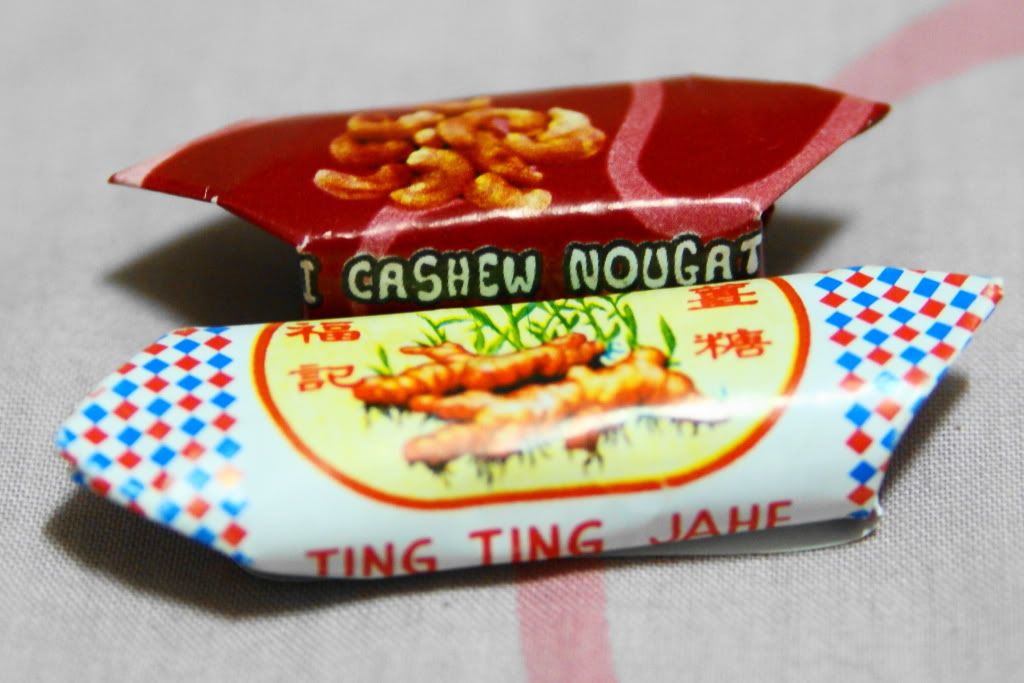 I CASHEW NOUGAT
福記
薑糖
TING TING JAHE